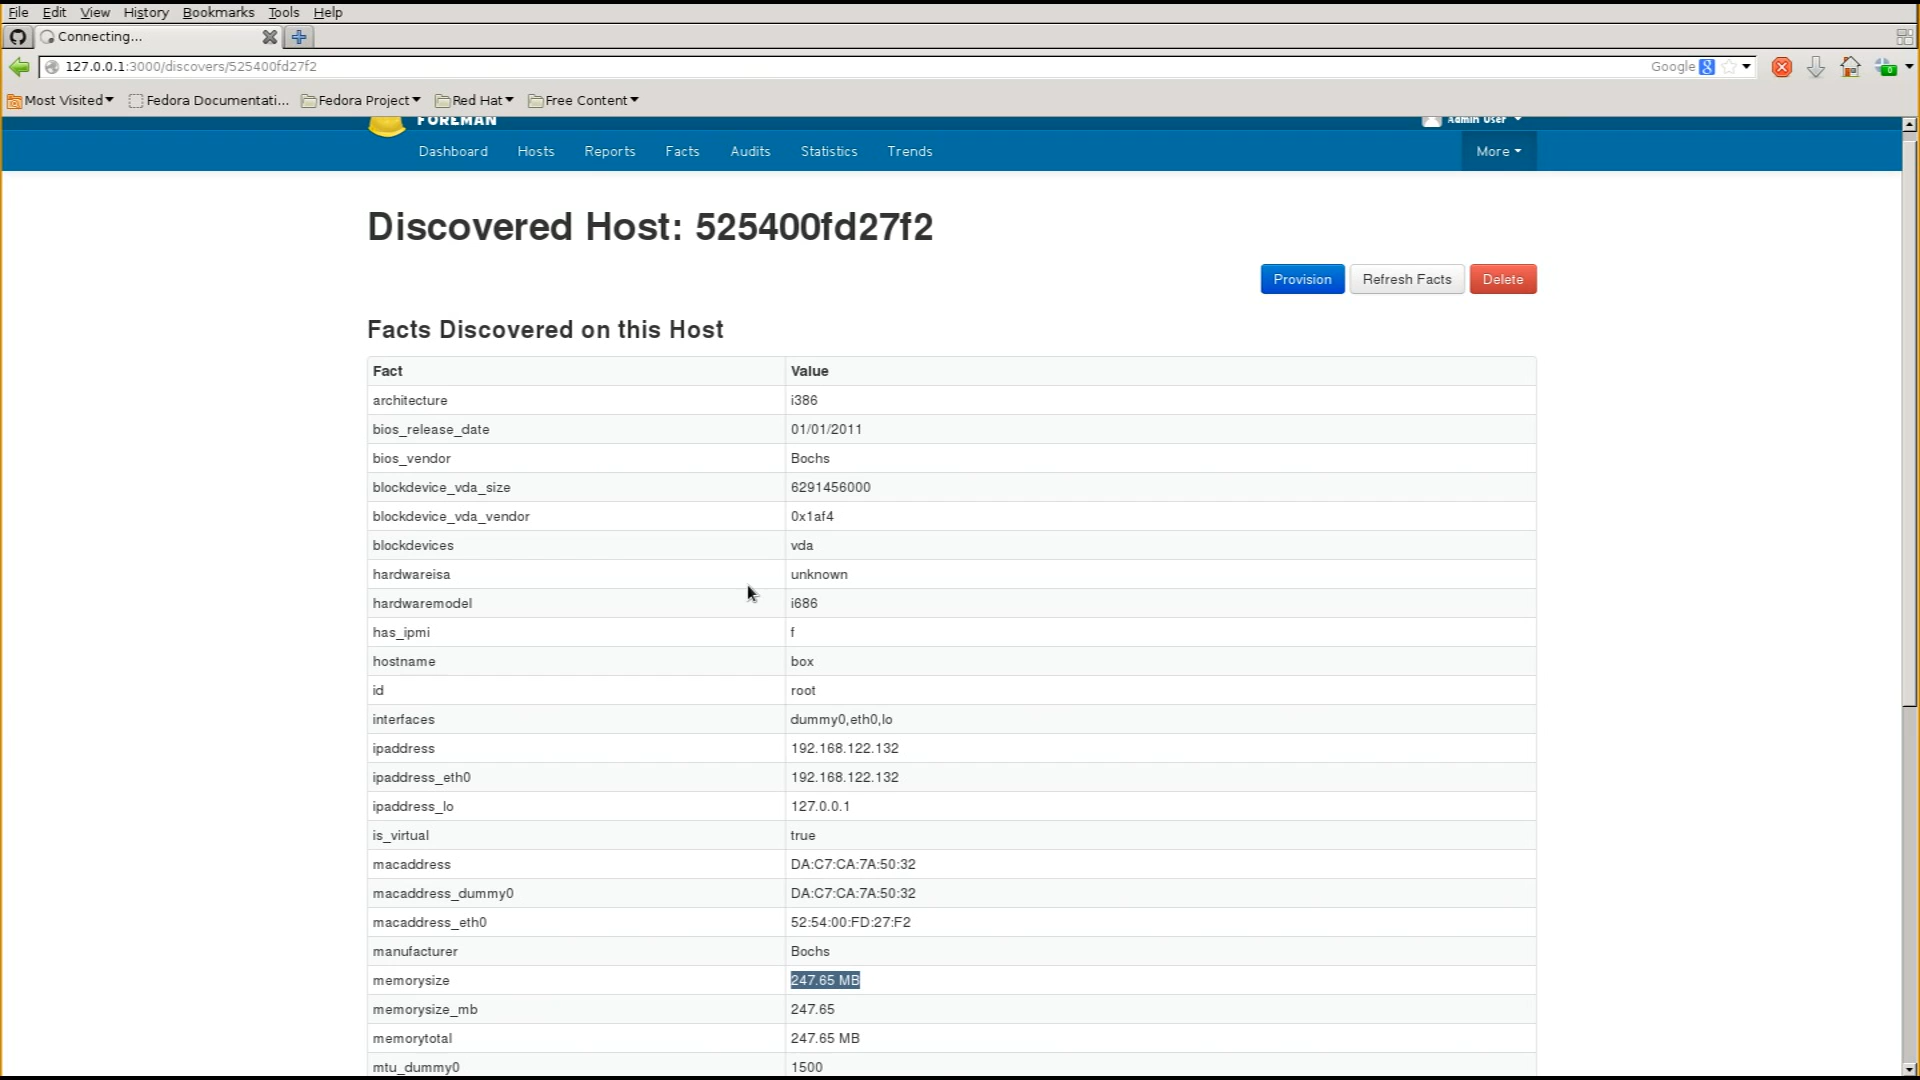 File Edit View History Bookmarks Tools Help
Connecting...
127.0.0.1:3000/discovers/525400fd27f2 Google 8
Most Visited Fedora Documentati... Fedora Project Red Hat Free Content
FOREMAN Admin User
Dashboard Hosts Reports Facts Audits Statistics Trends More
Discovered Host: 525400fd27f2
Provision Refresh Facts Delete
Facts Discovered on this Host
Fact Value
architecture i386
bios_release_date 01/01/2011
bios_vendor Bochs
blockdevice_vda_size 6291456000
blockdevice_vda_vendor 0x1af4
blockdevices vda
hardwareisa unknown
hardwaremodel i686
has_ipmi f
hostname box
id root
interfaces dummy0,eth0,lo
ipaddress 192.168.122.132
ipaddress_eth0 192.168.122.132
ipaddress_lo 127.0.0.1
is_virtual true
macaddress DA:C7:CA:7A:50:32
macaddress_dummy0 DA:C7:CA:7A:50:32
macaddress_eth0 52:54:00:FD:27:F2
manufacturer Bochs
memorysize 247.65 MB
memorysize_mb 247.65
memorytotal 247.65 MB
mtu_dummy0 1500